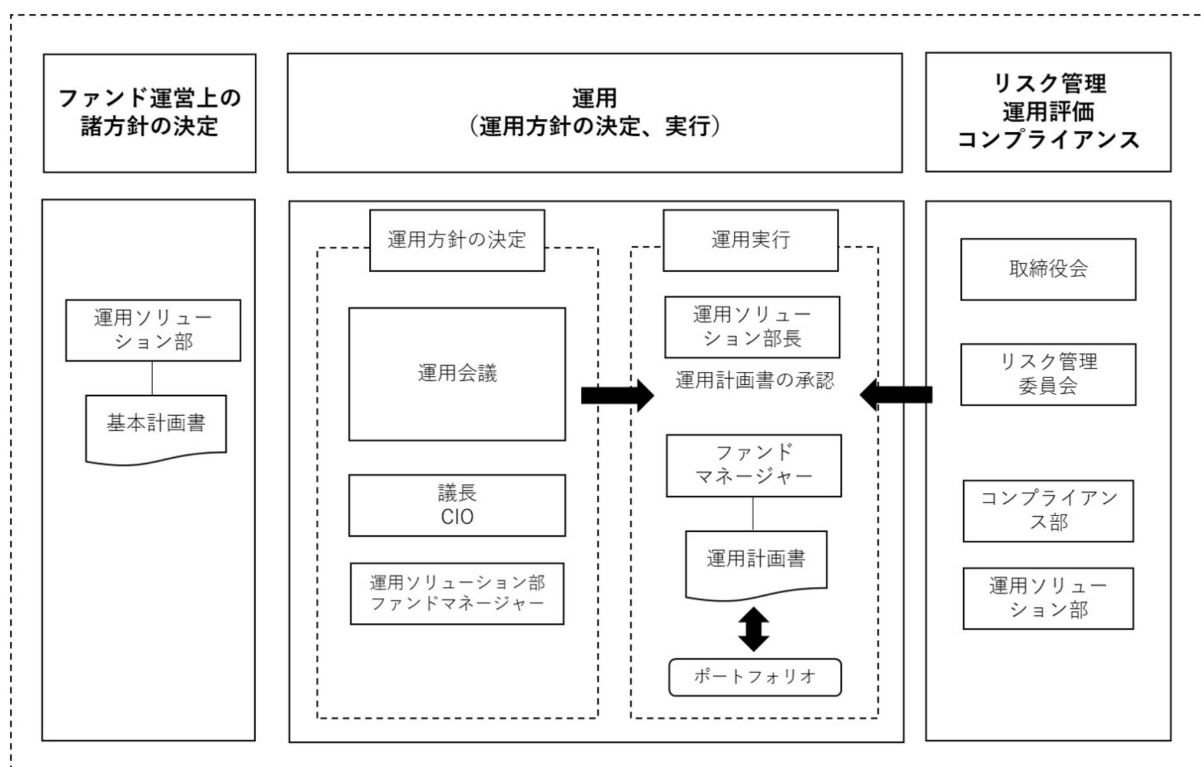 ファンド運営上の
諸方針の決定
運用
(運用方針の決定、実行)
リスク管理
運用評価
コンプライアンス
運用ソリュー
ション部
基本計画書
運用方針の決定
運用会議
議長
CIO
運用ソリューション部
ファンドマネージャー
運用実行
運用ソリュー
ション部長
運用計画書の承認
ファンド
マネージャー
運用計画書
ポートフォリオ
取締役会
リスク管理
委員会
コンプライアン
ス部
運用ソリュー
ション部